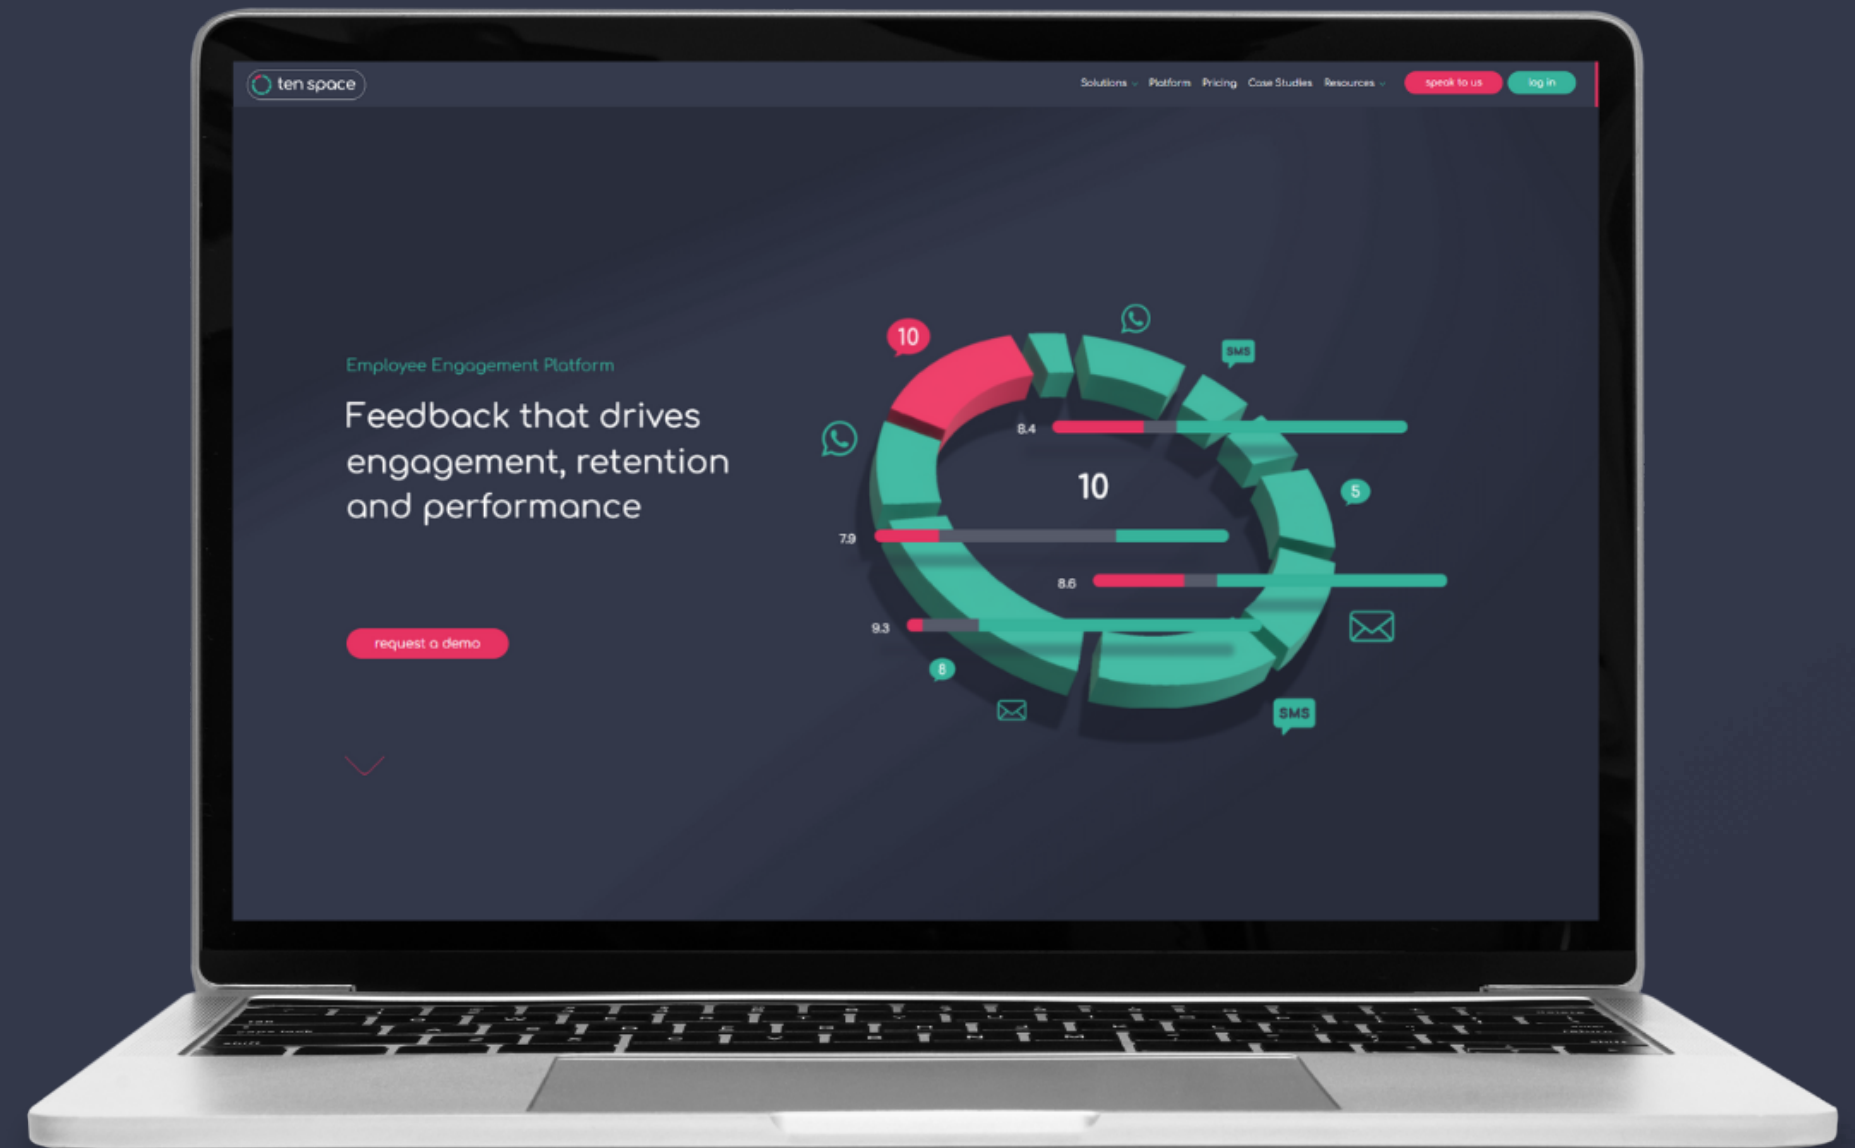 ten space
Solutions Platform Pricing Case Studies Resources speak to us log in
Employee Engagement Platform
Feedback that drives
engagement, retention
and performance
request a demo
10
SMS
8.4
10
5
7.9
8.6
9.3
8
SMS